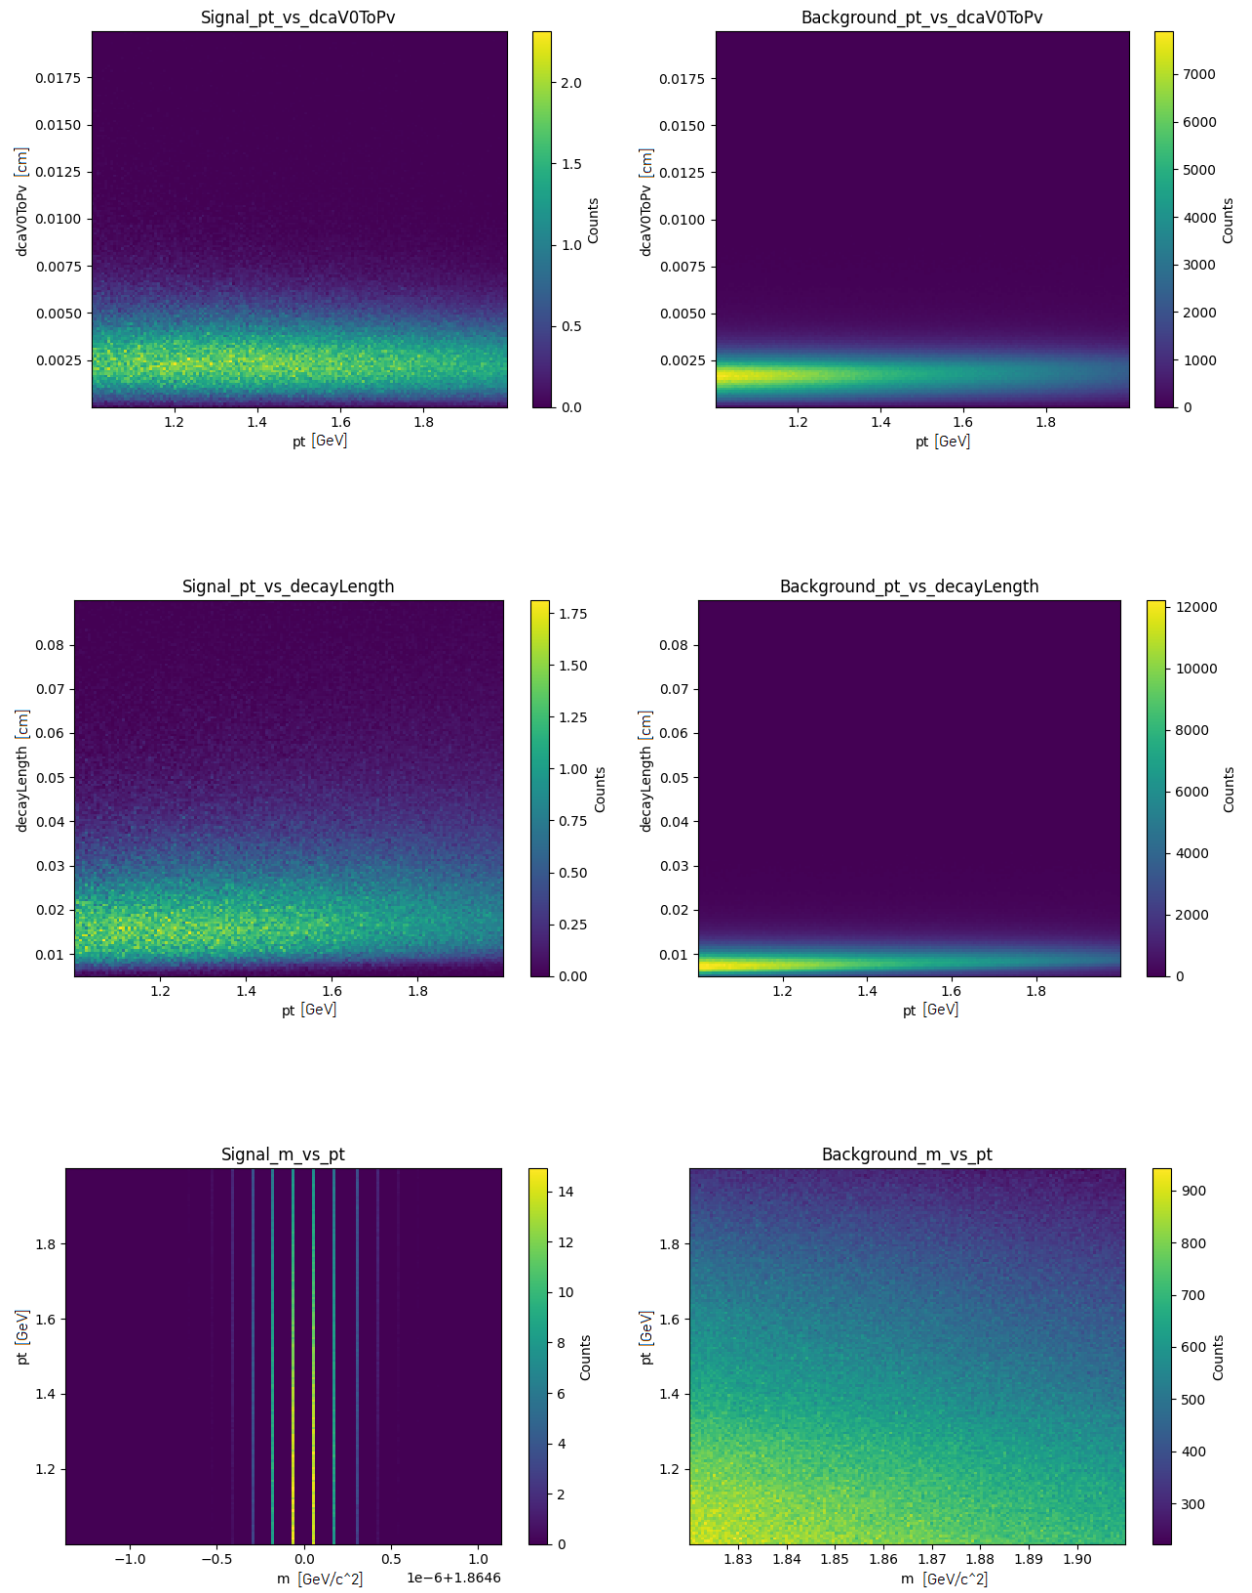 Signal_pt_vs_dcaV0ToPv
0.0175
0.0150
0.0125
0.0100
0.0075
0.0050
0.0025
dcaV0ToPv [cm]
1.2 1.4 1.6 1.8
pt [GeV]
2.0
1.5
1.0
0.5
0.0
Counts
Background_pt_vs_dcaV0ToPv
0.0175
0.0150
0.0125
0.0100
0.0075
0.0050
0.0025
dcaV0ToPv [cm]
1.2 1.4 1.6 1.8
pt [GeV]
7000
6000
5000
4000
3000
2000
1000
0
Counts
Signal_pt_vs_decayLength
0.08
0.07
0.06
0.05
0.04
0.03
0.02
0.01
decayLength [cm]
1.2 1.4 1.6 1.8
pt [GeV]
1.75
1.50
1.25
1.00
0.75
0.50
0.25
0.00
Counts
Background_pt_vs_decayLength
0.08
0.07
0.06
0.05
0.04
0.03
0.02
0.01
decayLength [cm]
1.2 1.4 1.6 1.8
pt [GeV]
12000
10000
8000
6000
4000
2000
0
Counts
Signal_m_vs_pt
1.8
1.6
1.4
1.2
pt [GeV]
−1.0 −0.5 0.0 0.5 1.0
m [GeV/c^2] 1e-6+1.8646
14
12
10
8
6
4
2
0
Counts
Background_m_vs_pt
1.8
1.6
1.4
1.2
pt [GeV]
1.83 1.84 1.85 1.86 1.87 1.88 1.89 1.90
m [GeV/c^2]
900
800
700
600
500
400
300
Counts